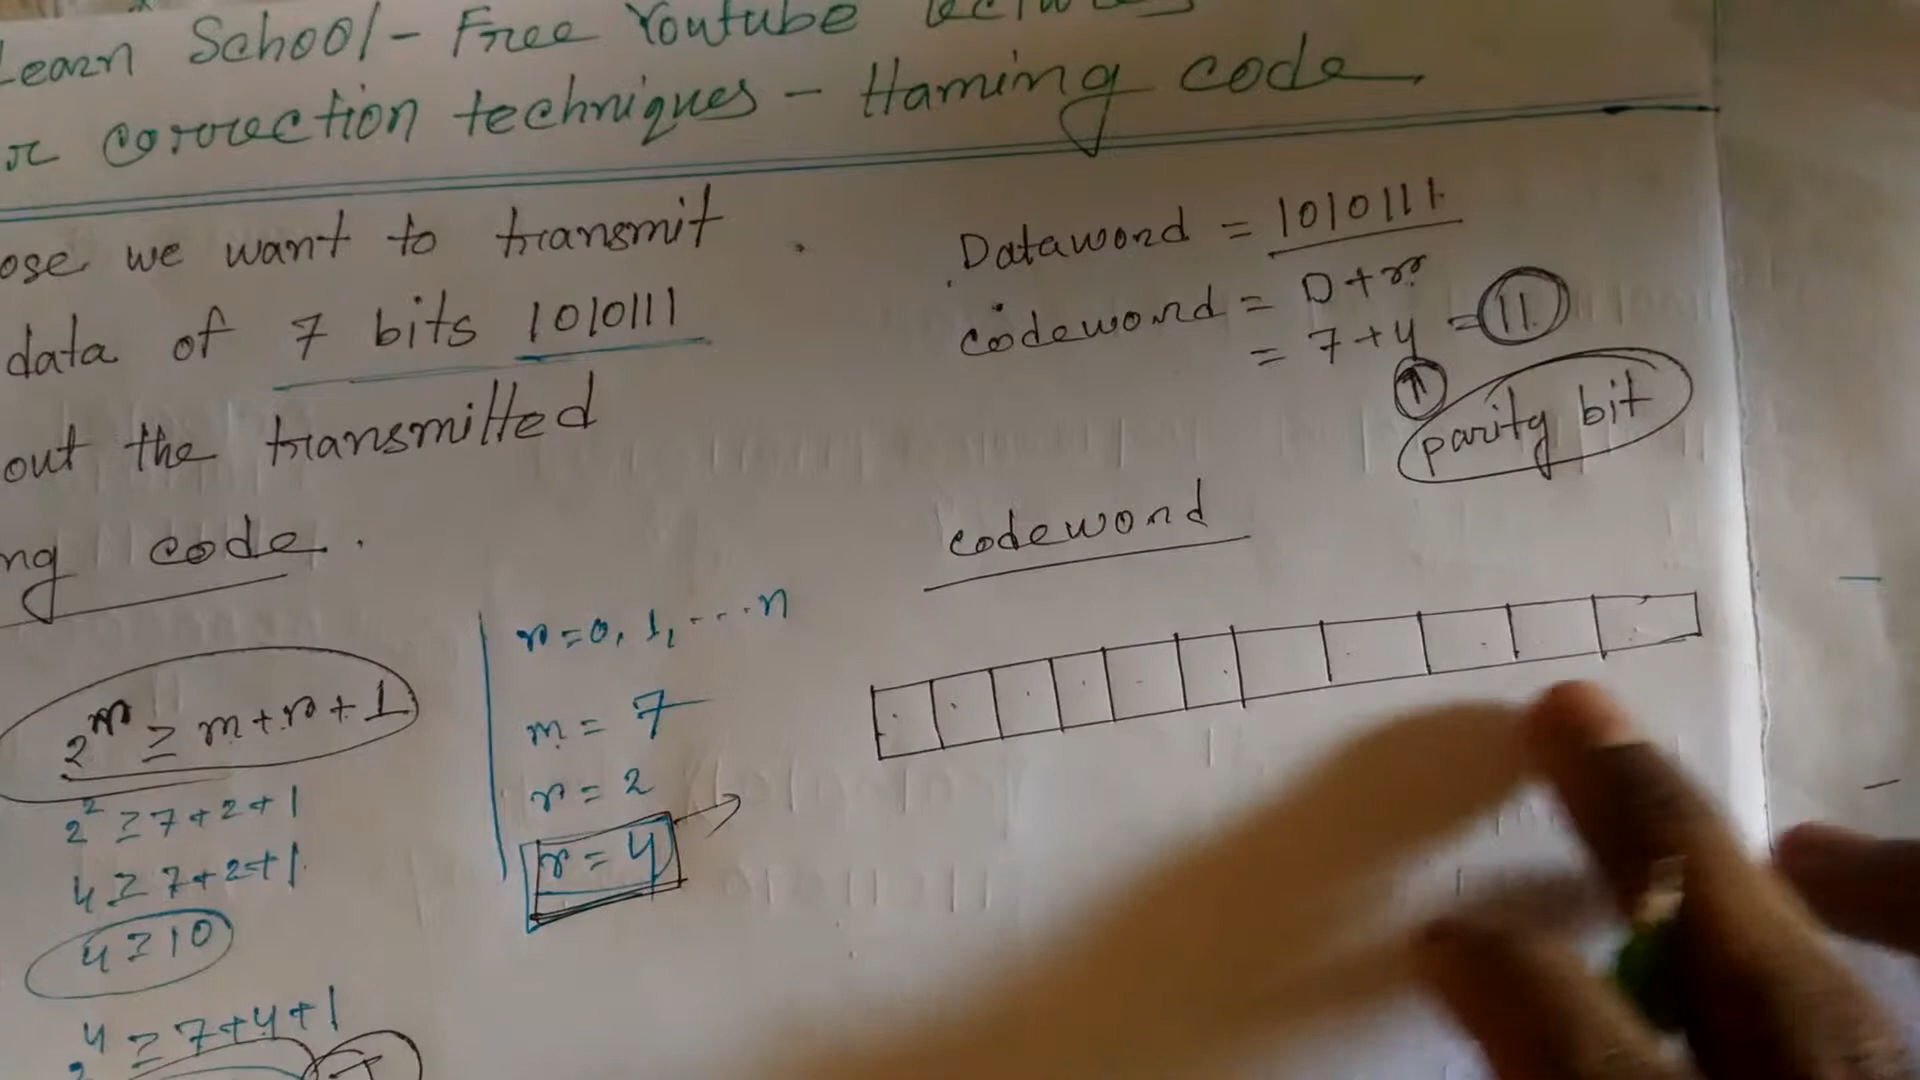 Learn School - Free Youtube
correction techniques - Haming code
we want to transmit
data of 7 bits 1010111
out the transmitted
code.
Dataword = 1010111
codeword = D+r
= 7+4 = 11
parity bit
codeword
2^r ≥ m+r+1
2^2 ≥ 7+2+1
4 ≥ 7+2+1
4 ≥ 10
2^4 ≥ 7+4+1
r=0, 1, ...n
m = 7
r = 2
r = 4